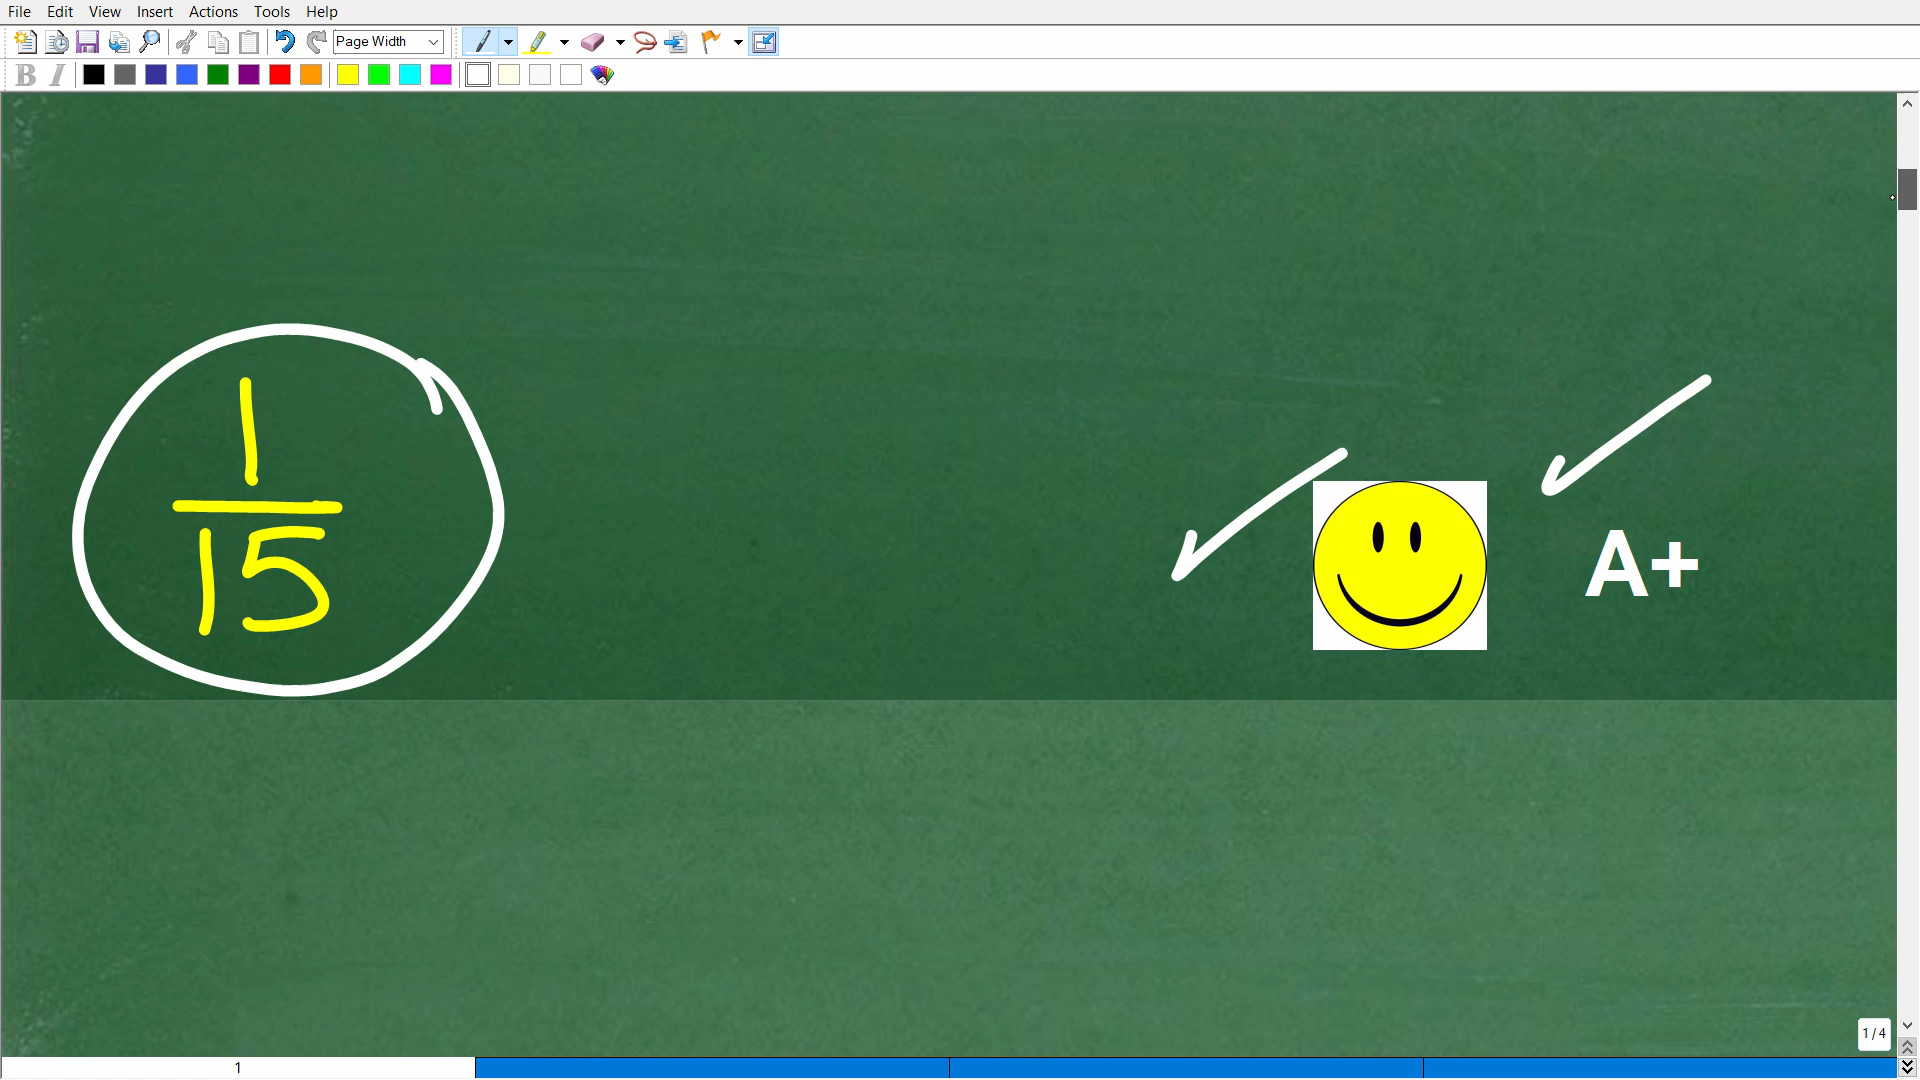 File Edit View Insert Actions Tools Help
Page Width
B I
1
15
A+
1 / 4
1